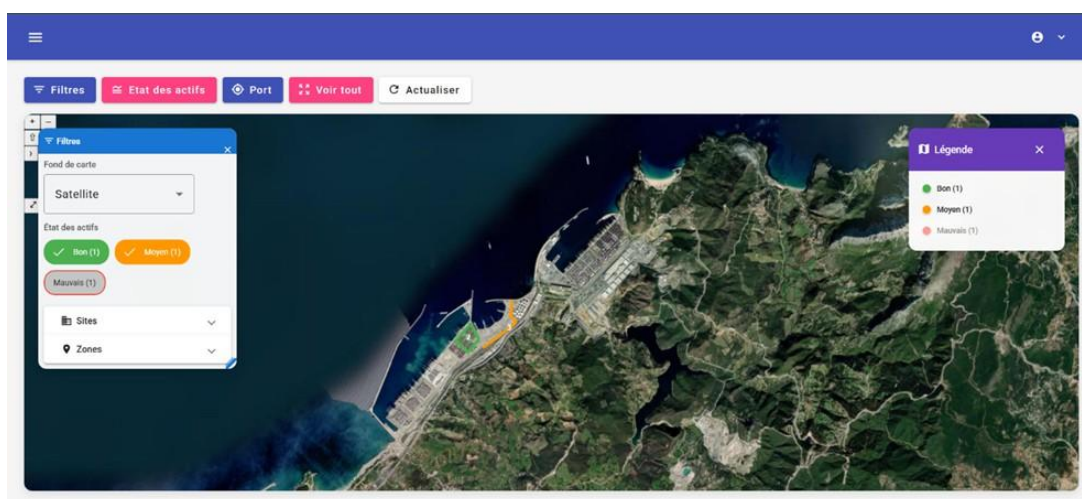 Filtres
Etat des actifs
Port
Voir tout
Actualiser
Filtres
Fond de carte
Satellite
État des actifs
Bon (1)
Moyen (1)
Mauvais (1)
Sites
Zones
Légende
Bon (1)
Moyen (1)
Mauvais (1)